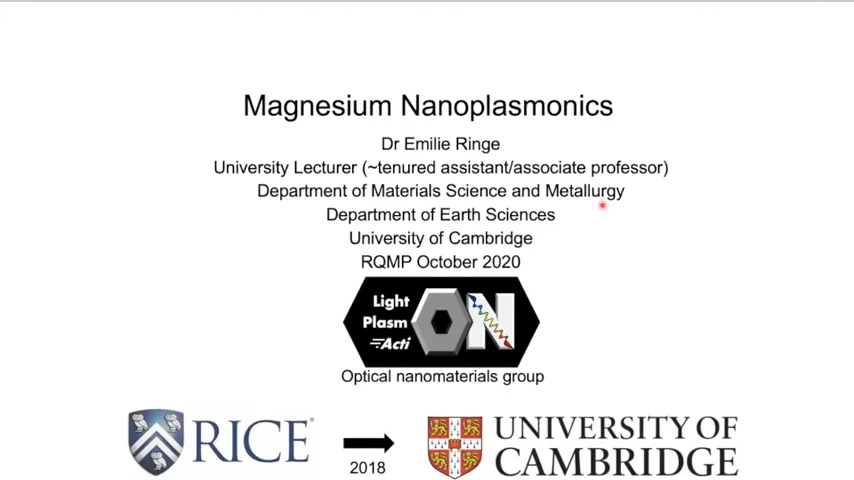 Magnesium Nanoplasmonics
Dr Emilie Ringe
University Lecturer (~tenured assistant/associate professor)
Department of Materials Science and Metallurgy
Department of Earth Sciences
University of Cambridge
RQMP October 2020
Light
Plasm ON
Acti
Optical nanomaterials group
RICE®
2018
UNIVERSITY OF
CAMBRIDGE